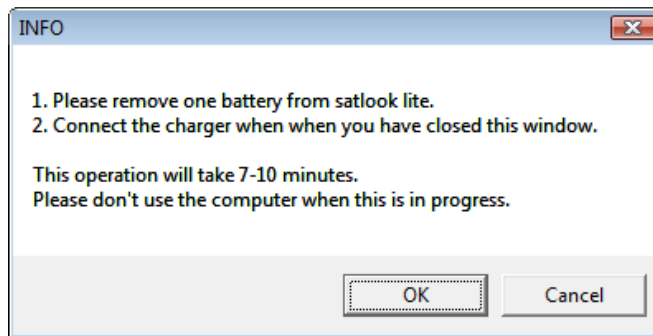 INFO
1. Please remove one battery from satlook lite.
2. Connect the charger when when you have closed this window.
This operation will take 7-10 minutes.
Please don't use the computer when this is in progress.
OK
Cancel